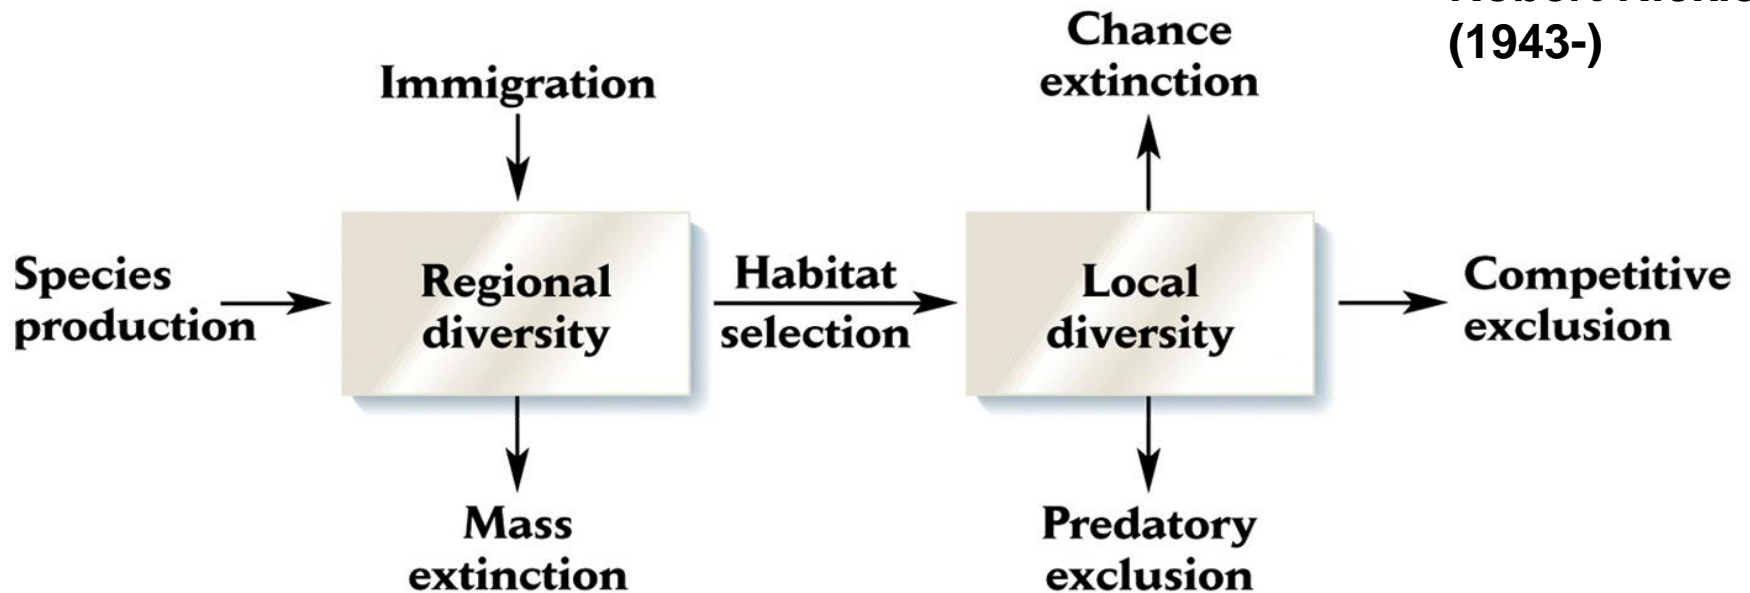 (1943-)
Chance
extinction
Immigration
Species
production
Regional
diversity
Habitat
selection
Local
diversity
Competitive
exclusion
Mass
extinction
Predatory
exclusion